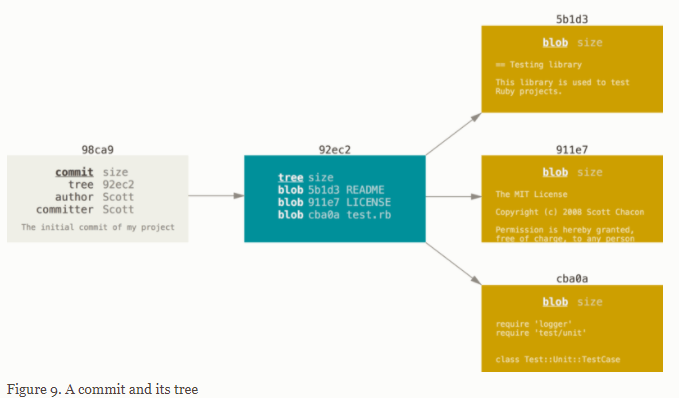 98ca9
commit size
tree 92ec2
author Scott
committer Scott
The initial commit of my project
92ec2
tree size
blob 5b1d3 README
blob 911e7 LICENSE
blob cba0a test.rb
5b1d3
blob size
== Testing library
This library is used to test
Ruby projects.
911e7
blob size
The MIT License
Copyright (c) 2008 Scott Chacon
Permission is hereby granted,
free of charge, to any person
cba0a
blob size
require 'logger'
require 'test/unit'
class Test::Unit::TestCase
Figure 9. A commit and its tree